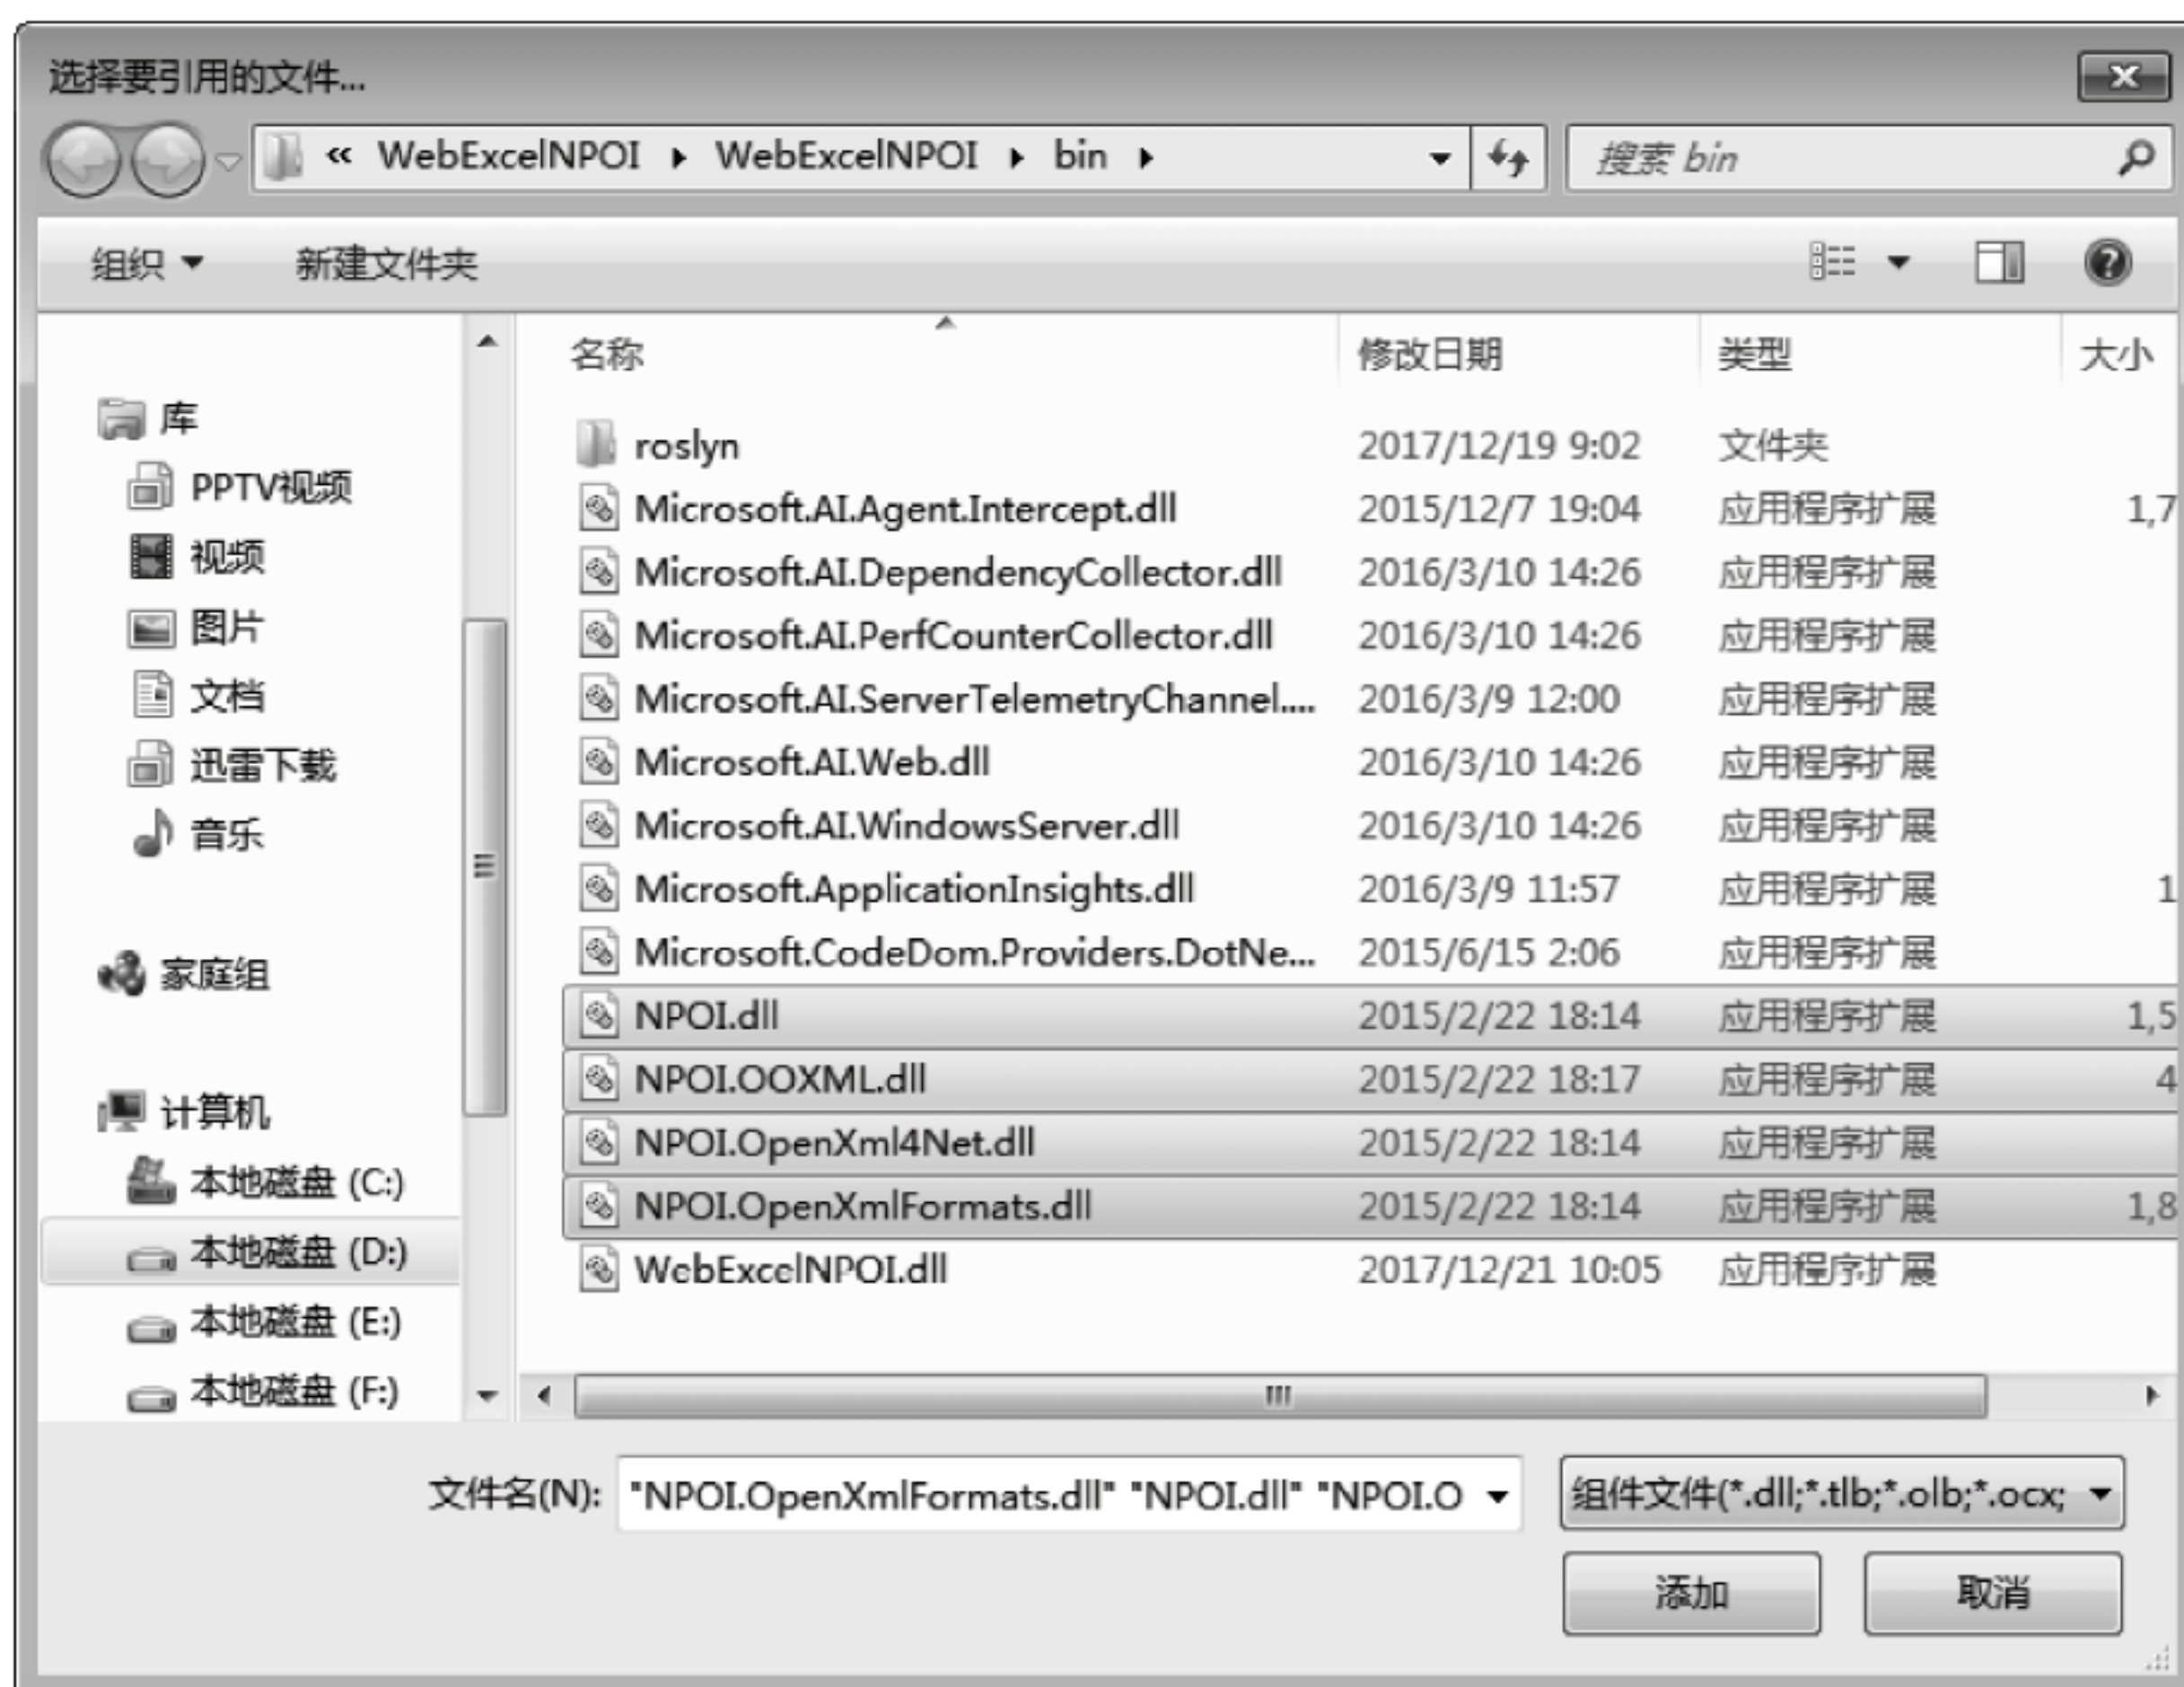 选择要引用的文件...
« WebExcelNPOI ▸ WebExcelNPOI ▸ bin ▸
搜索 bin
组织 新建文件夹
名称 修改日期 类型 大小
库
PPTV视频
视频
图片
文档
迅雷下载
音乐
家庭组
计算机
本地磁盘 (C:)
本地磁盘 (D:)
本地磁盘 (E:)
本地磁盘 (F:)
roslyn 2017/12/19 9:02 文件夹
Microsoft.AI.Agent.Intercept.dll 2015/12/7 19:04 应用程序扩展 1,7
Microsoft.AI.DependencyCollector.dll 2016/3/10 14:26 应用程序扩展
Microsoft.AI.PerfCounterCollector.dll 2016/3/10 14:26 应用程序扩展
Microsoft.AI.ServerTelemetryChannel.... 2016/3/9 12:00 应用程序扩展
Microsoft.AI.Web.dll 2016/3/10 14:26 应用程序扩展
Microsoft.AI.WindowsServer.dll 2016/3/10 14:26 应用程序扩展
Microsoft.ApplicationInsights.dll 2016/3/9 11:57 应用程序扩展 1
Microsoft.CodeDom.Providers.DotNe... 2015/6/15 2:06 应用程序扩展
NPOI.dll 2015/2/22 18:14 应用程序扩展 1,5
NPOI.OOXML.dll 2015/2/22 18:17 应用程序扩展 4
NPOI.OpenXml4Net.dll 2015/2/22 18:14 应用程序扩展
NPOI.OpenXmlFormats.dll 2015/2/22 18:14 应用程序扩展 1,8
WebExcelNPOI.dll 2017/12/21 10:05 应用程序扩展
文件名(N): "NPOI.OpenXmlFormats.dll" "NPOI.dll" "NPOI.O
组件文件(*.dll;*.tlb;*.olb;*.ocx;
添加 取消